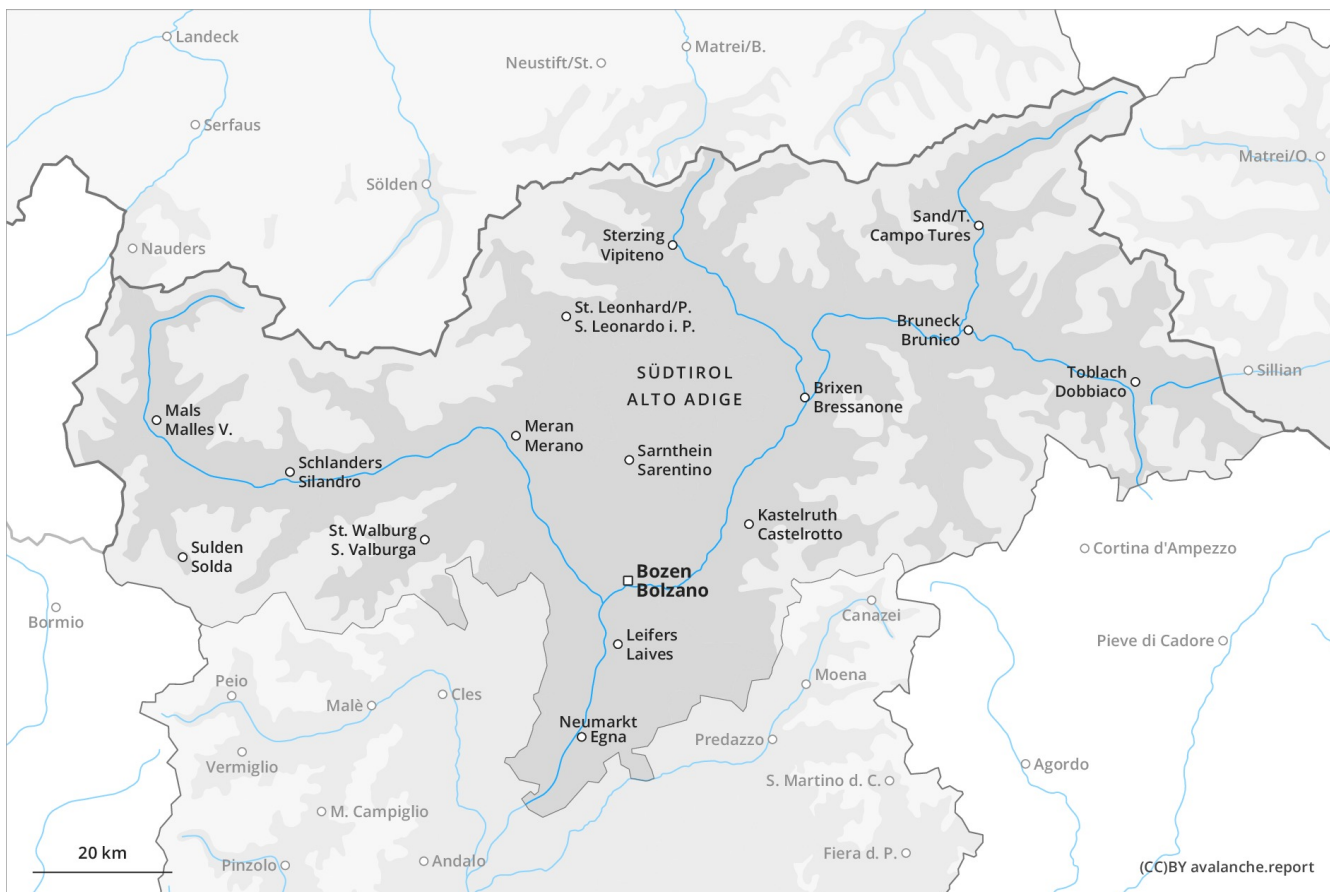 Landeck
Matrei/B.
Neustift/St.
Serfaus
Matrei/O.
Sölden
Sand/T.
Campo Tures
Sterzing
Vipiteno
Nauders
St. Leonhard/P.
S. Leonardo i. P.
Bruneck
Brunico
SÜDTIROL
ALTO ADIGE
Toblach
Dobbiaco
Sillian
Brixen
Bressanone
Mals
Malles V.
Meran
Merano
Sarnthein
Sarentino
Schlanders
Silandro
Kastelruth
Castelrotto
St. Walburg
S. Valburga
Sulden
Solda
Cortina d'Ampezzo
Bozen
Bolzano
Bormio
Canazei
Leifers
Laives
Pieve di Cadore
Peio
Moena
Malè
Cles
Neumarkt
Egna
Predazzo
Vermiglio
Agordo
S. Martino d. C.
M. Campiglio
20 km
Pinzolo
Andalo
Fiera d. P.
(CC)BY avalanche.report